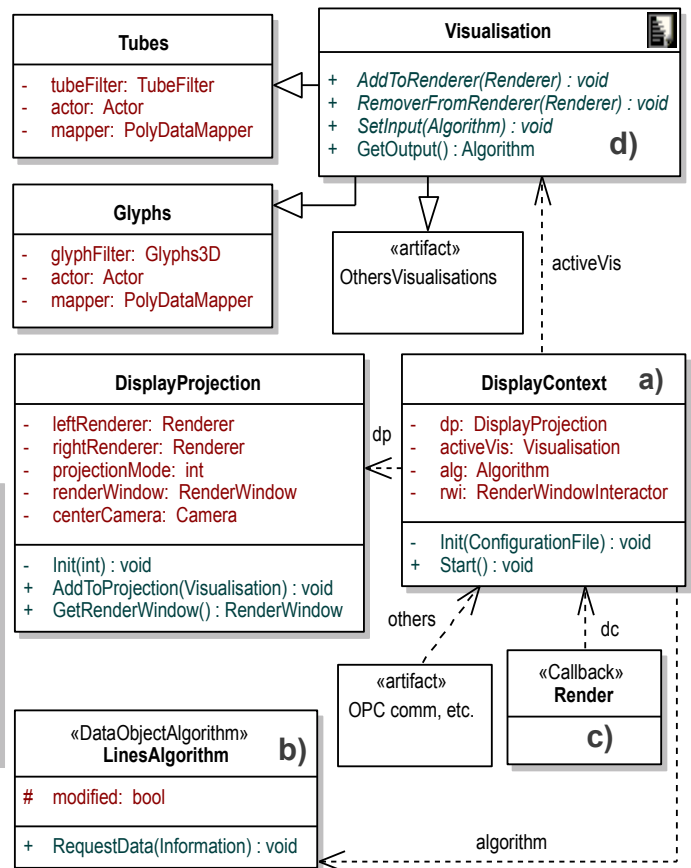 Tubes
- tubeFilter: TubeFilter
- actor: Actor
- mapper: PolyDataMapper
Visualisation
+ AddToRenderer(Renderer) : void
+ RemoverFromRenderer(Renderer) : void
+ SetInput(Algorithm) : void
+ GetOutput() : Algorithm
d)
Glyphs
- glyphFilter: Glyphs3D
- actor: Actor
- mapper: PolyDataMapper
«artifact»
OthersVisualisations
activeVis
DisplayProjection
- leftRenderer: Renderer
- rightRenderer: Renderer
- projectionMode: int
- renderWindow: RenderWindow
- centerCamera: Camera
- Init(int) : void
+ AddToProjection(Visualisation) : void
+ GetRenderWindow() : RenderWindow
dp
DisplayContext
a)
- dp: DisplayProjection
- activeVis: Visualisation
- alg: Algorithm
- rwi: RenderWindowInteractor
- Init(ConfigurationFile) : void
+ Start() : void
others
dc
«artifact»
OPC comm, etc.
«Callback»
Render
c)
«DataObjectAlgorithm»
LinesAlgorithm
b)
# modified: bool
+ RequestData(Information) : void
algorithm